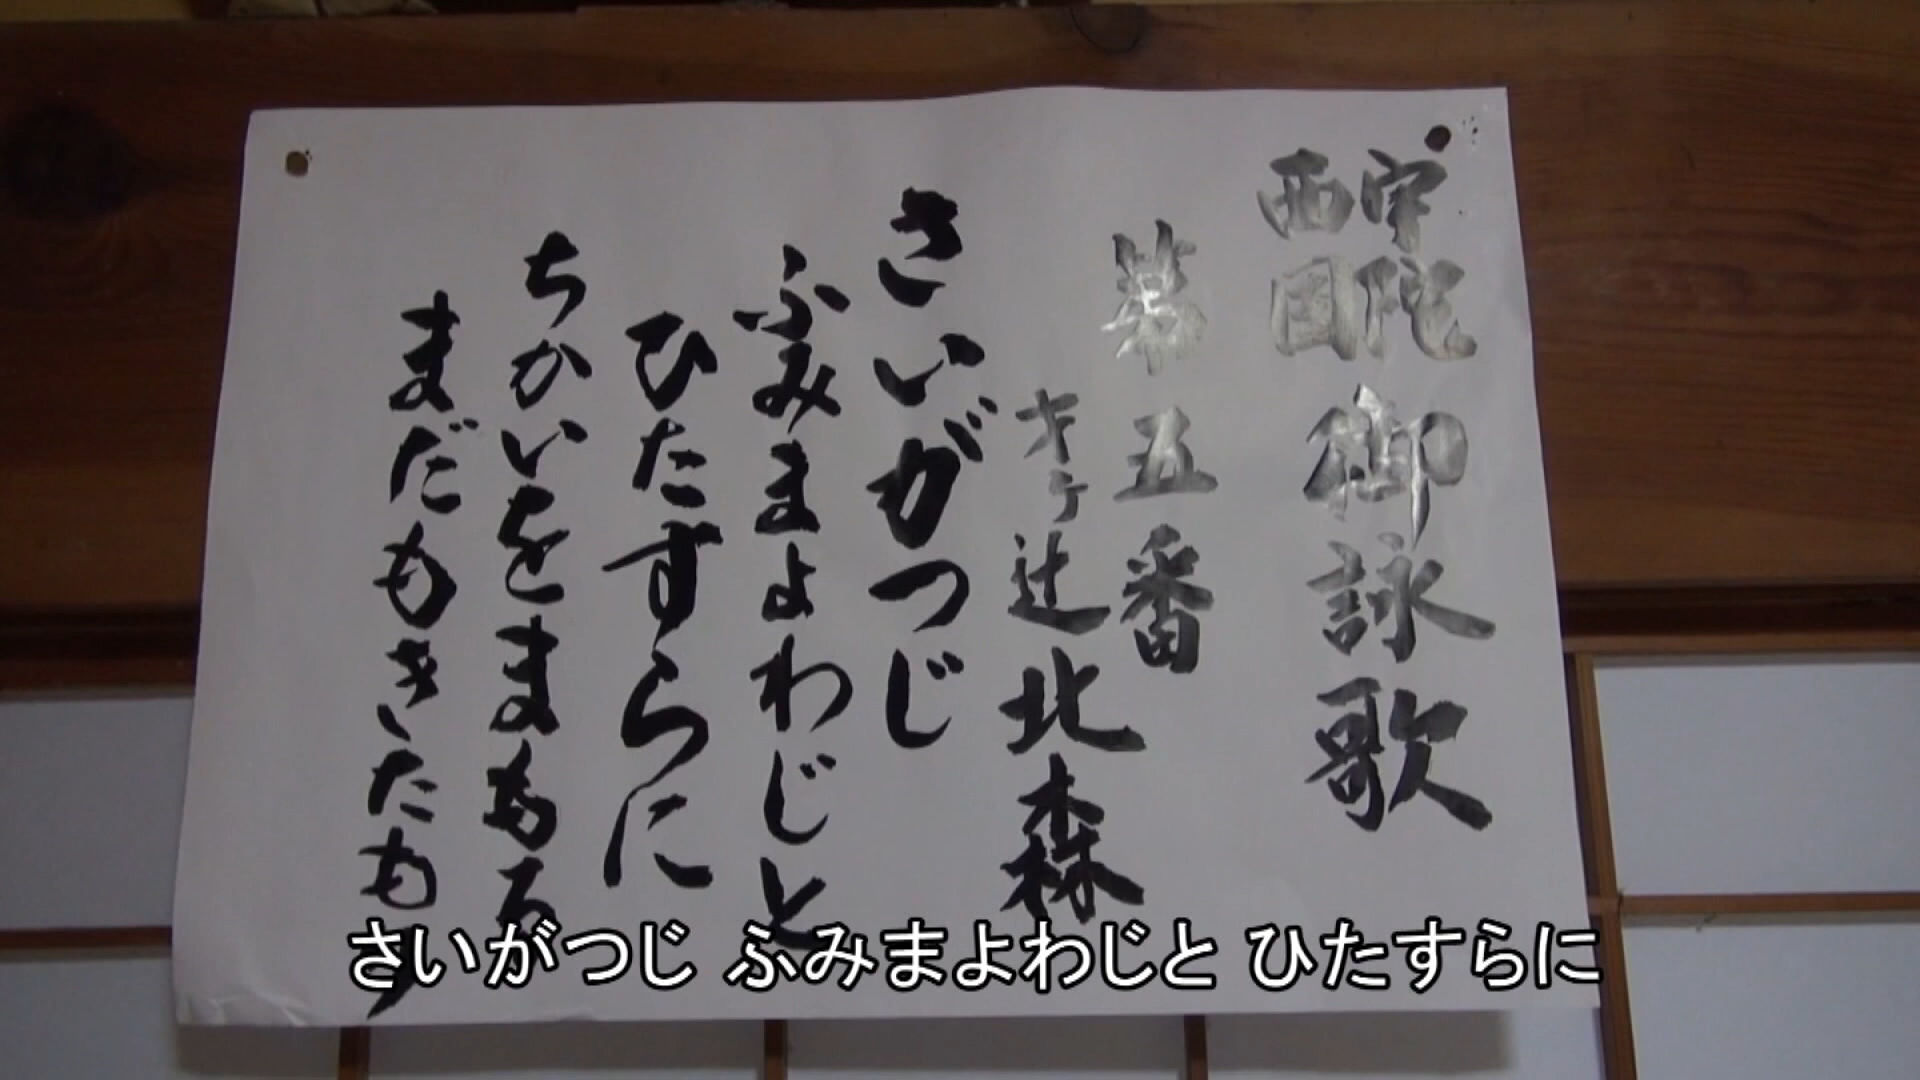 宇陀
西国
御詠歌
第五番
才ヶ辻 北森
さいがつじ
ふみまよわじと
ひたすらに
ちかいをまもる
まだもきたもり
さいがつじ ふみまよわじと ひたすらに